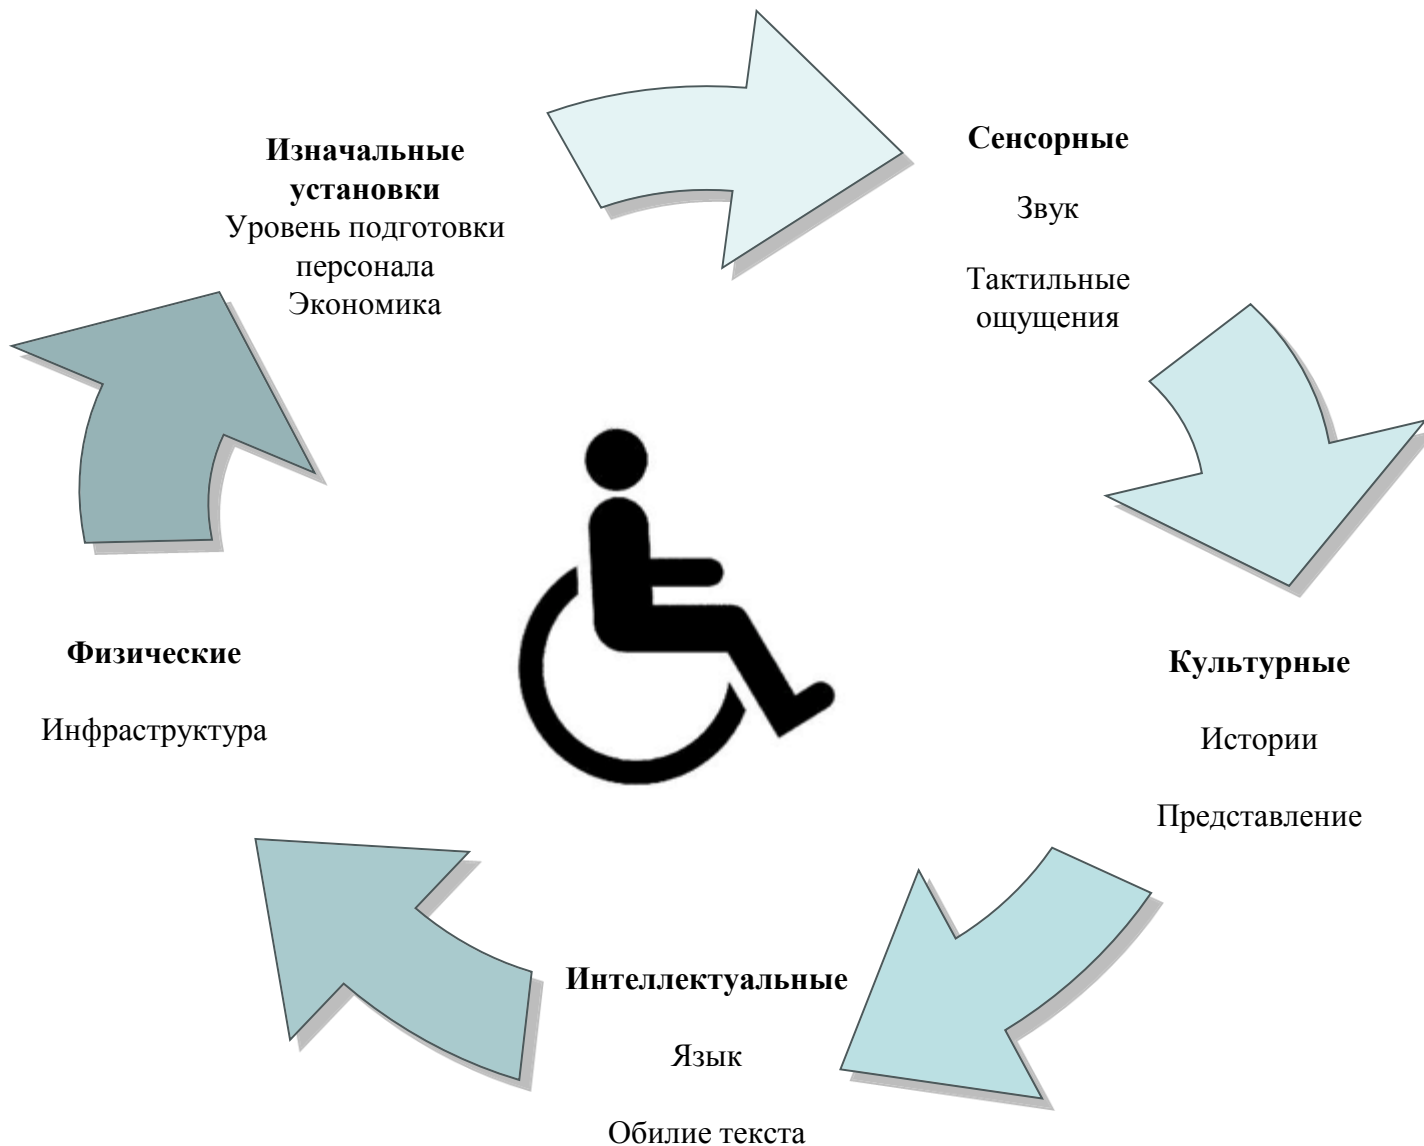 Изначальные
установки
Уровень подготовки
персонала
Экономика
Сенсорные
Звук
Тактильные
ощущения
Культурные
Истории
Представление
Интеллектуальные
Язык
Обилие текста
Физические
Инфраструктура